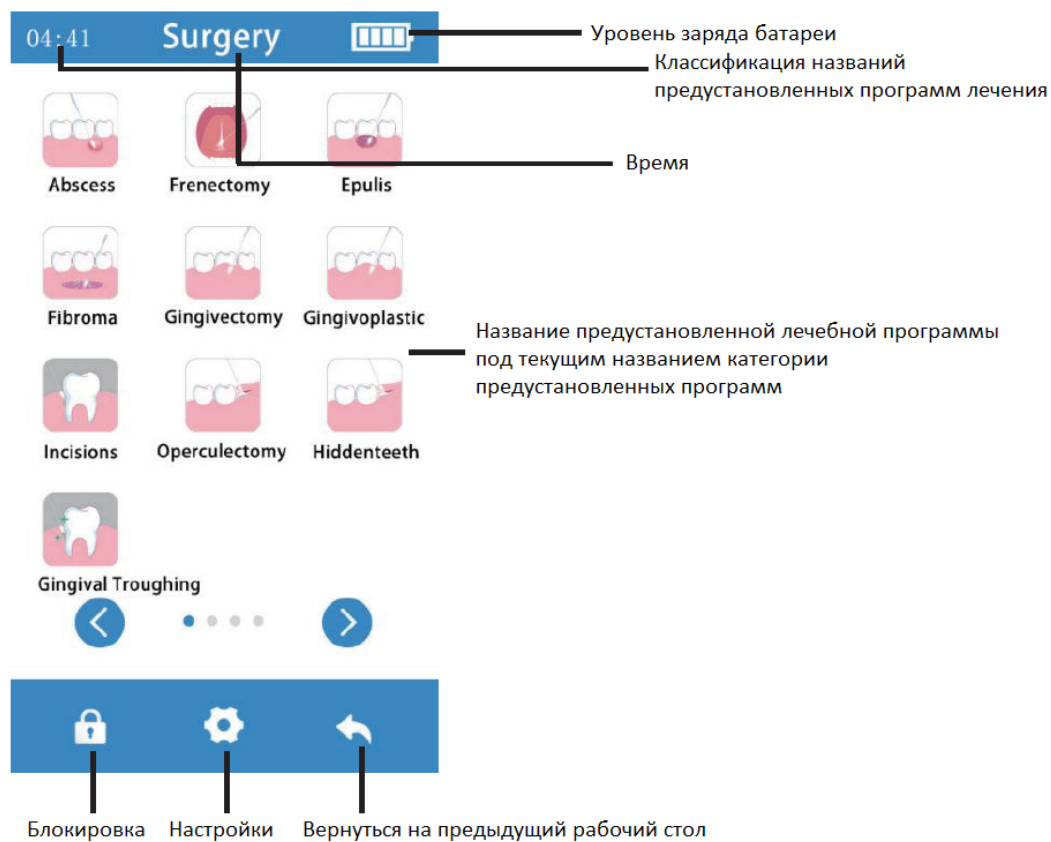 04:41 Surgery
Уровень заряда батареи
Классификация названий
предустановленных программ лечения
Время
Abscess Frenectomy Epulis
Fibroma Gingivectomy Gingivoplastic
Название предустановленной лечебной программы
под текущим названием категории
предустановленных программ
Incisions Operculectomy Hiddenteeth
Gingival Troughing
Блокировка Настройки Вернуться на предыдущий рабочий стол